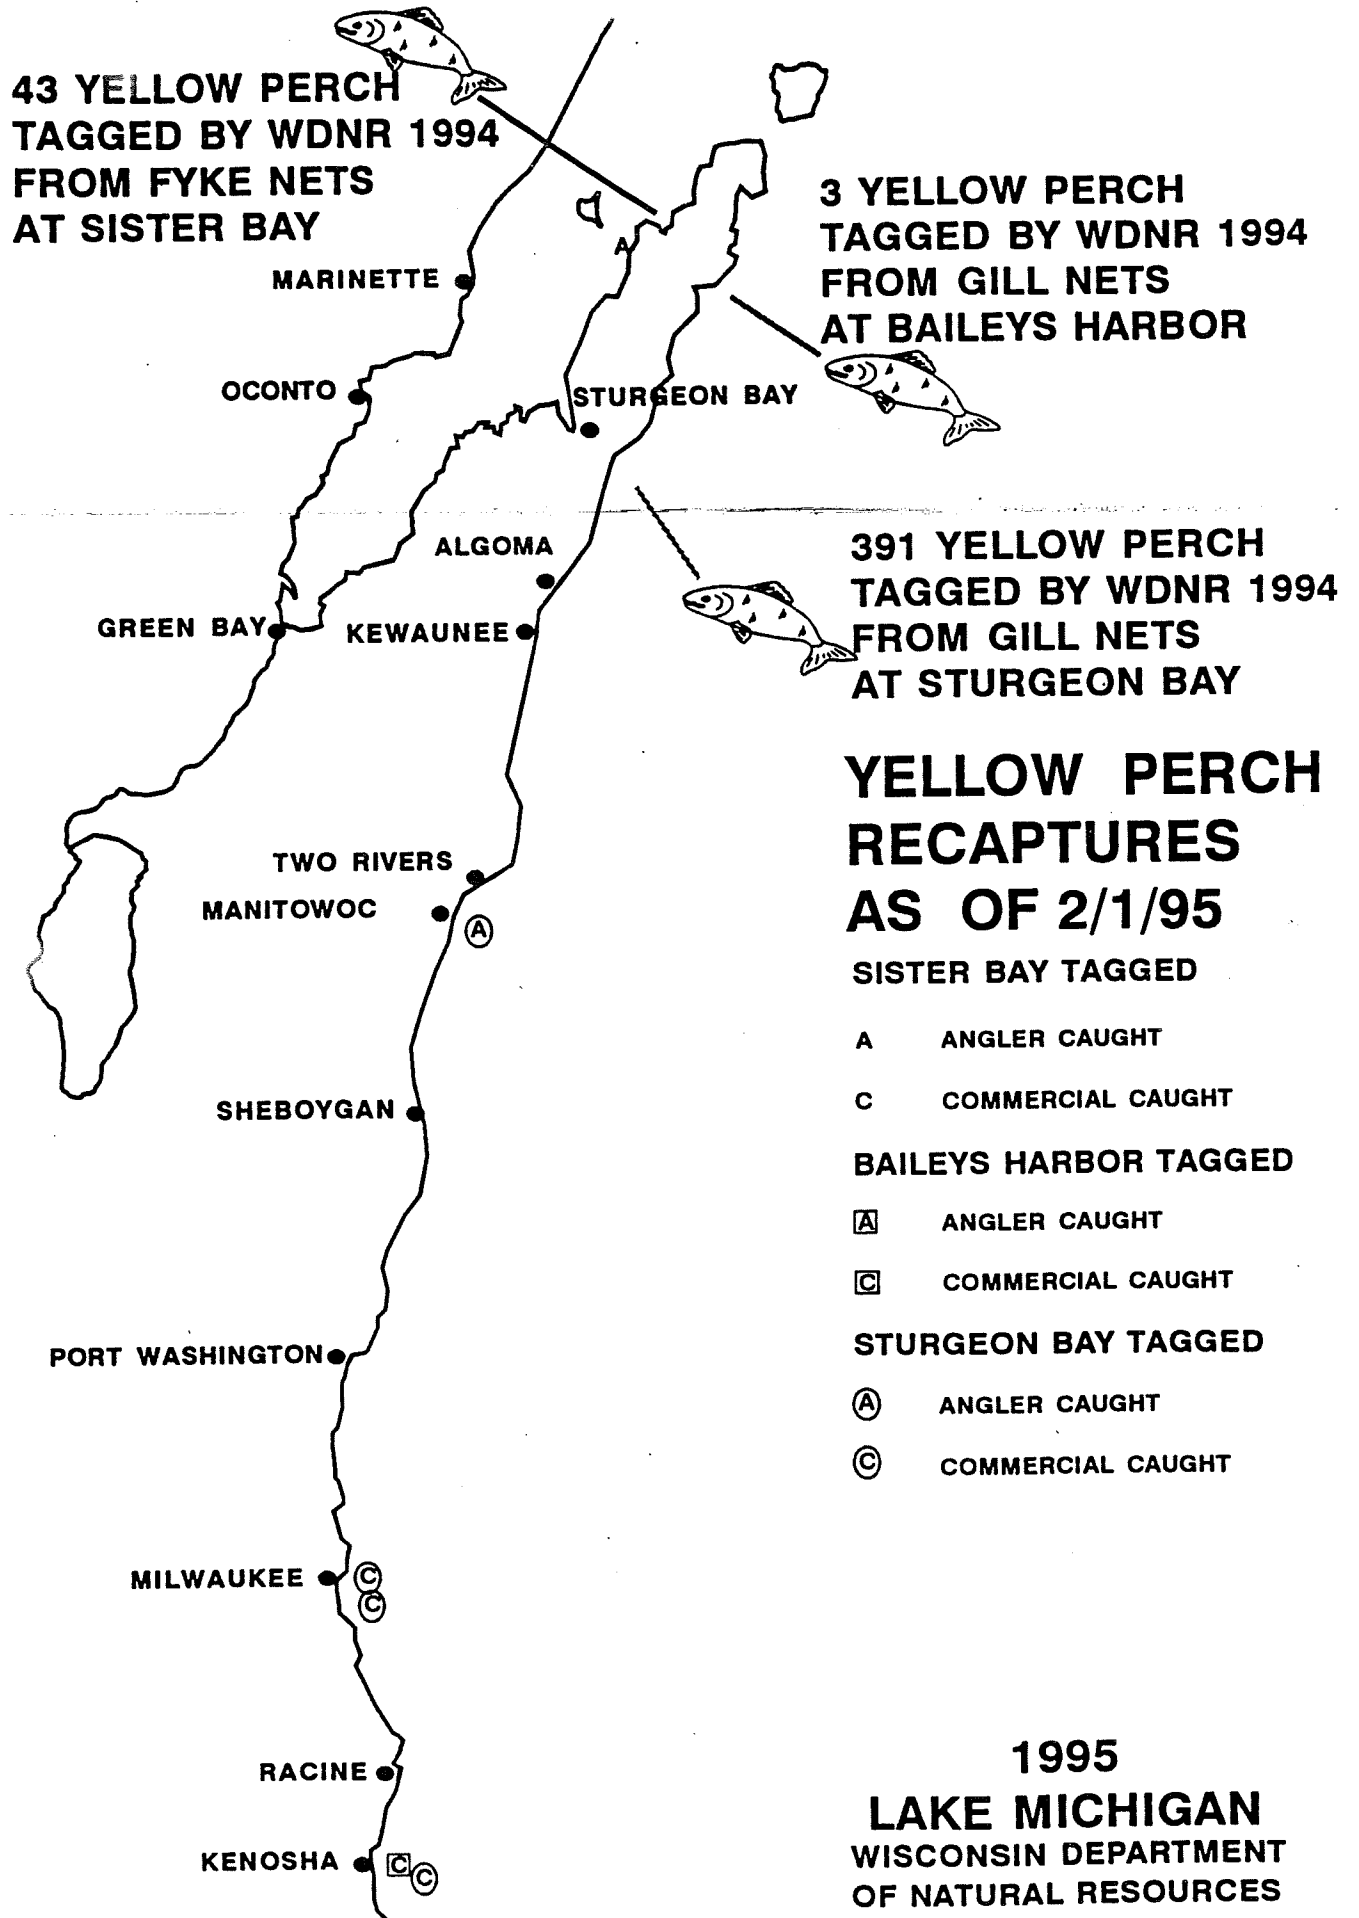 43 YELLOW PERCH
TAGGED BY WDNR 1994
FROM FYKE NETS
AT SISTER BAY
3 YELLOW PERCH
TAGGED BY WDNR 1994
FROM GILL NETS
AT BAILEYS HARBOR
A
MARINETTE
OCONTO
STURGEON BAY
ALGOMA
GREEN BAY
KEWAUNEE
391 YELLOW PERCH
TAGGED BY WDNR 1994
FROM GILL NETS
AT STURGEON BAY
TWO RIVERS
MANITOWOC
A
SHEBOYGAN
PORT WASHINGTON
MILWAUKEE
C
C
RACINE
KENOSHA
C
C
YELLOW PERCH
RECAPTURES
AS OF 2/1/95
SISTER BAY TAGGED
A ANGLER CAUGHT
C COMMERCIAL CAUGHT
BAILEYS HARBOR TAGGED
A ANGLER CAUGHT
C COMMERCIAL CAUGHT
STURGEON BAY TAGGED
A ANGLER CAUGHT
C COMMERCIAL CAUGHT
1995
LAKE MICHIGAN
WISCONSIN DEPARTMENT
OF NATURAL RESOURCES